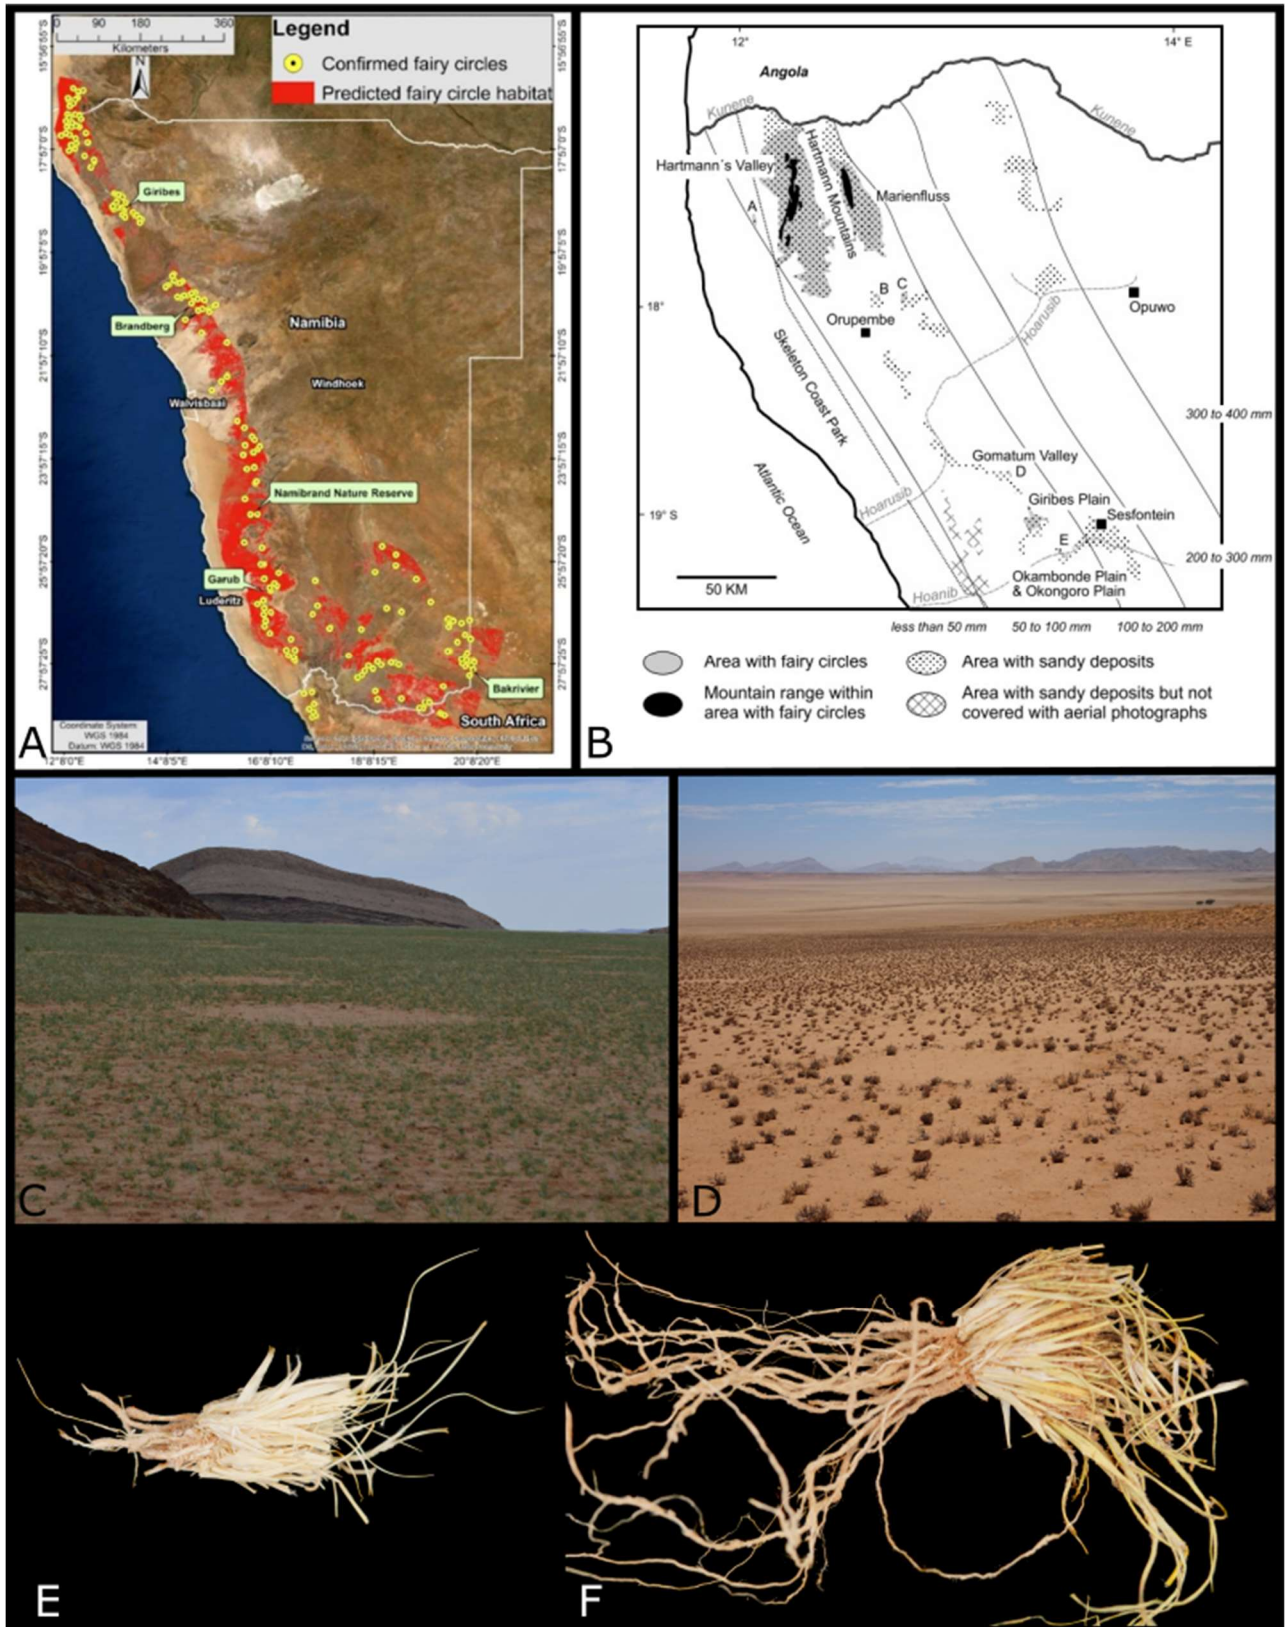 0 90 180 360
Kilometers
N
Legend
Confirmed fairy circles
Predicted fairy circle habitat
15°56'55"S
17°57'0"S
19°57'5"S
21°57'10"S
23°57'15"S
25°57'20"S
27°57'25"S
Giribes
Brandberg
Namibia
Windhoek
Walvisbaai
Namibrand Nature Reserve
Garub
Luderitz
Bakrivier
South Africa
Coordinate System:
WGS 1984
Datum: WGS 1984
A
12°8'0"E 14°8'5"E 16°8'10"E 18°8'15"E 20°8'20"E
12° 14° E
Angola
Kunene
Kunene
Hartmann´s Valley
Hartmann Mountains
Marienfluss
A
B C
18°
Orupembe
Opuwo
Hoarusib
Skeleton Coast Park
300 to 400 mm
Gomatum Valley
D
Atlantic Ocean
Hoarusib
Giribes Plain
19° S
Sesfontein
E
200 to 300 mm
50 KM
Okambonde Plain
& Okongoro Plain
Hoanib
less than 50 mm 50 to 100 mm 100 to 200 mm
Area with fairy circles
Area with sandy deposits
Mountain range within
area with fairy circles
Area with sandy deposits but not
covered with aerial photographs
B
C
D
E
F